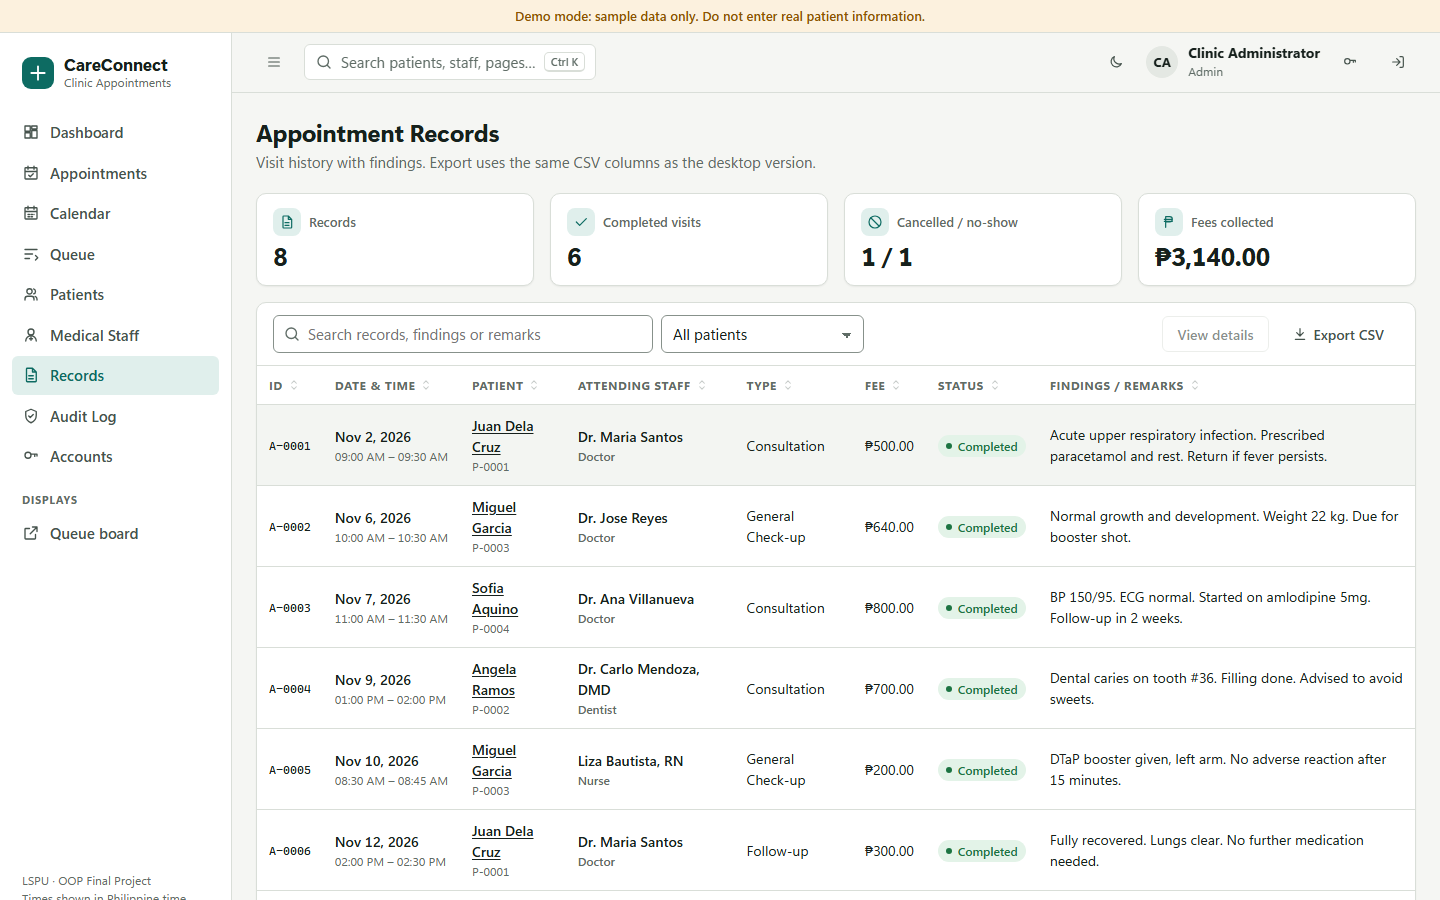 Demo mode: sample data only. Do not enter real patient information.
CareConnect
Clinic Appointments
Search patients, staff, pages... Ctrl K
CA
Clinic Administrator
Admin
Dashboard
Appointments
Calendar
Queue
Patients
Medical Staff
Records
Audit Log
Accounts
DISPLAYS
Queue board
LSPU · OOP Final Project
Times shown in Philippine time
Appointment Records
Visit history with findings. Export uses the same CSV columns as the desktop version.
Records
8
Completed visits
6
Cancelled / no-show
1 / 1
Fees collected
₱3,140.00
Search records, findings or remarks
All patients
View details
Export CSV
ID DATE & TIME PATIENT ATTENDING STAFF TYPE FEE STATUS FINDINGS / REMARKS
A-0001
Nov 2, 2026
09:00 AM – 09:30 AM
Juan Dela
Cruz
P-0001
Dr. Maria Santos
Doctor
Consultation
₱500.00
Completed
Acute upper respiratory infection. Prescribed
paracetamol and rest. Return if fever persists.
A-0002
Nov 6, 2026
10:00 AM – 10:30 AM
Miguel
Garcia
P-0003
Dr. Jose Reyes
Doctor
General
Check-up
₱640.00
Completed
Normal growth and development. Weight 22 kg. Due for
booster shot.
A-0003
Nov 7, 2026
11:00 AM – 11:30 AM
Sofia
Aquino
P-0004
Dr. Ana Villanueva
Doctor
Consultation
₱800.00
Completed
BP 150/95. ECG normal. Started on amlodipine 5mg.
Follow-up in 2 weeks.
A-0004
Nov 9, 2026
01:00 PM – 02:00 PM
Angela
Ramos
P-0002
Dr. Carlo Mendoza,
DMD
Dentist
Consultation
₱700.00
Completed
Dental caries on tooth #36. Filling done. Advised to avoid
sweets.
A-0005
Nov 10, 2026
08:30 AM – 08:45 AM
Miguel
Garcia
P-0003
Liza Bautista, RN
Nurse
General
Check-up
₱200.00
Completed
DTaP booster given, left arm. No adverse reaction after
15 minutes.
A-0006
Nov 12, 2026
02:00 PM – 02:30 PM
Juan Dela
Cruz
P-0001
Dr. Maria Santos
Doctor
Follow-up
₱300.00
Completed
Fully recovered. Lungs clear. No further medication
needed.